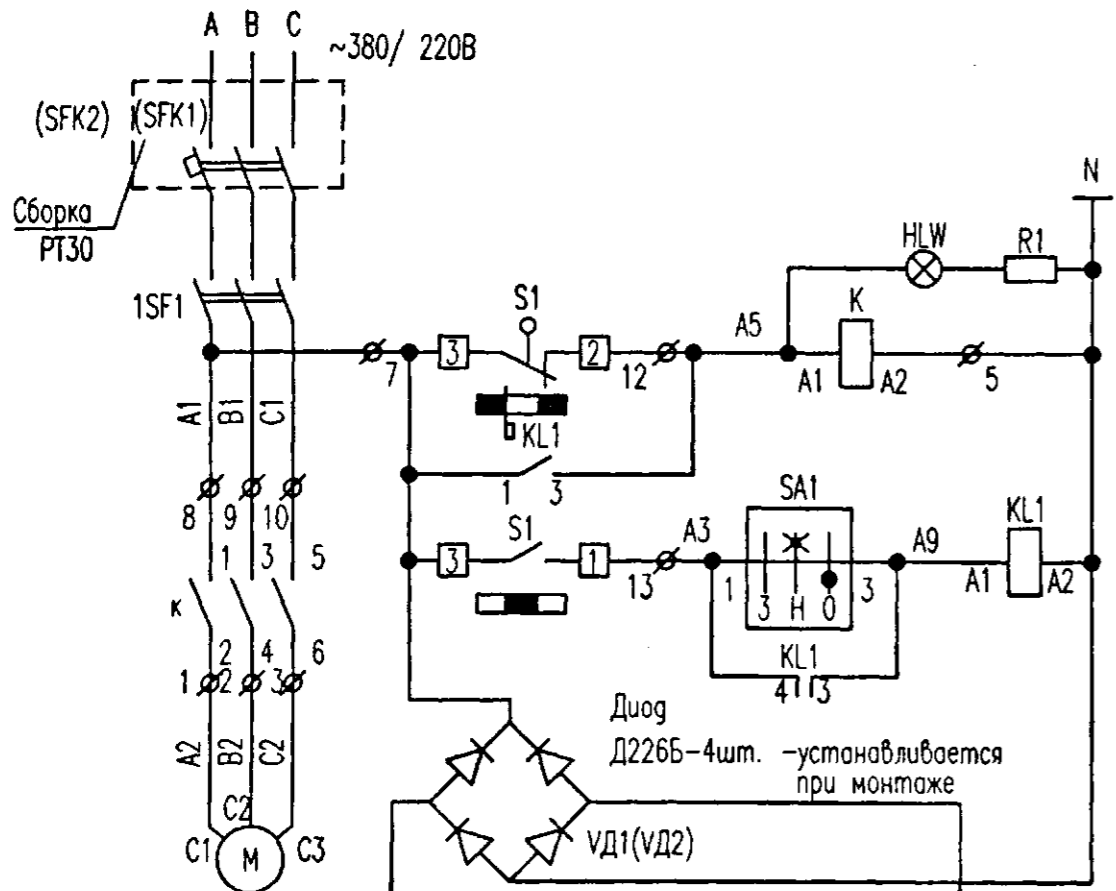 A B C
~380/ 220В
(SFK2) (SFK1)
Сборка
РТ30
N
HLW R1
1SF1
S1
A5 K
3 2
7 12 A1 A2 5
A1 B1 C1
KL1
1 3
8 9 10
SA1
KL1
S1
A3 A9
3 1
1 3 5
13 1 3 A1 A2
3 Н 0
к
2 4 6
KL1
4 3
1 2 3
Диод
Д226Б-4шт. -устанавливается
при монтаже
A2 B2 C2
C2
VД1(VД2)
C1 M C3